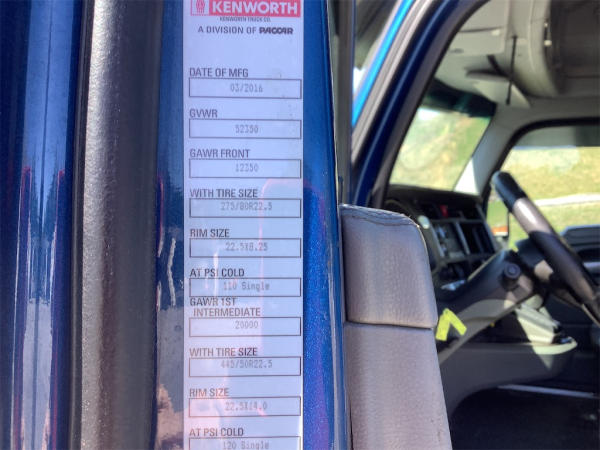 KENWORTH
KENWORTH TRUCK CO.
A DIVISION OF PACCAR
DATE OF MFG
03/2016
GVWR
52350
GAWR FRONT
12350
WITH TIRE SIZE
275/80R22.5
RIM SIZE
22.5X8.25
AT PSI COLD
110 Single
GAWR 1ST
INTERMEDIATE
20000
WITH TIRE SIZE
445/50R22.5
RIM SIZE
22.5X14.0
AT PSI COLD
120 Single